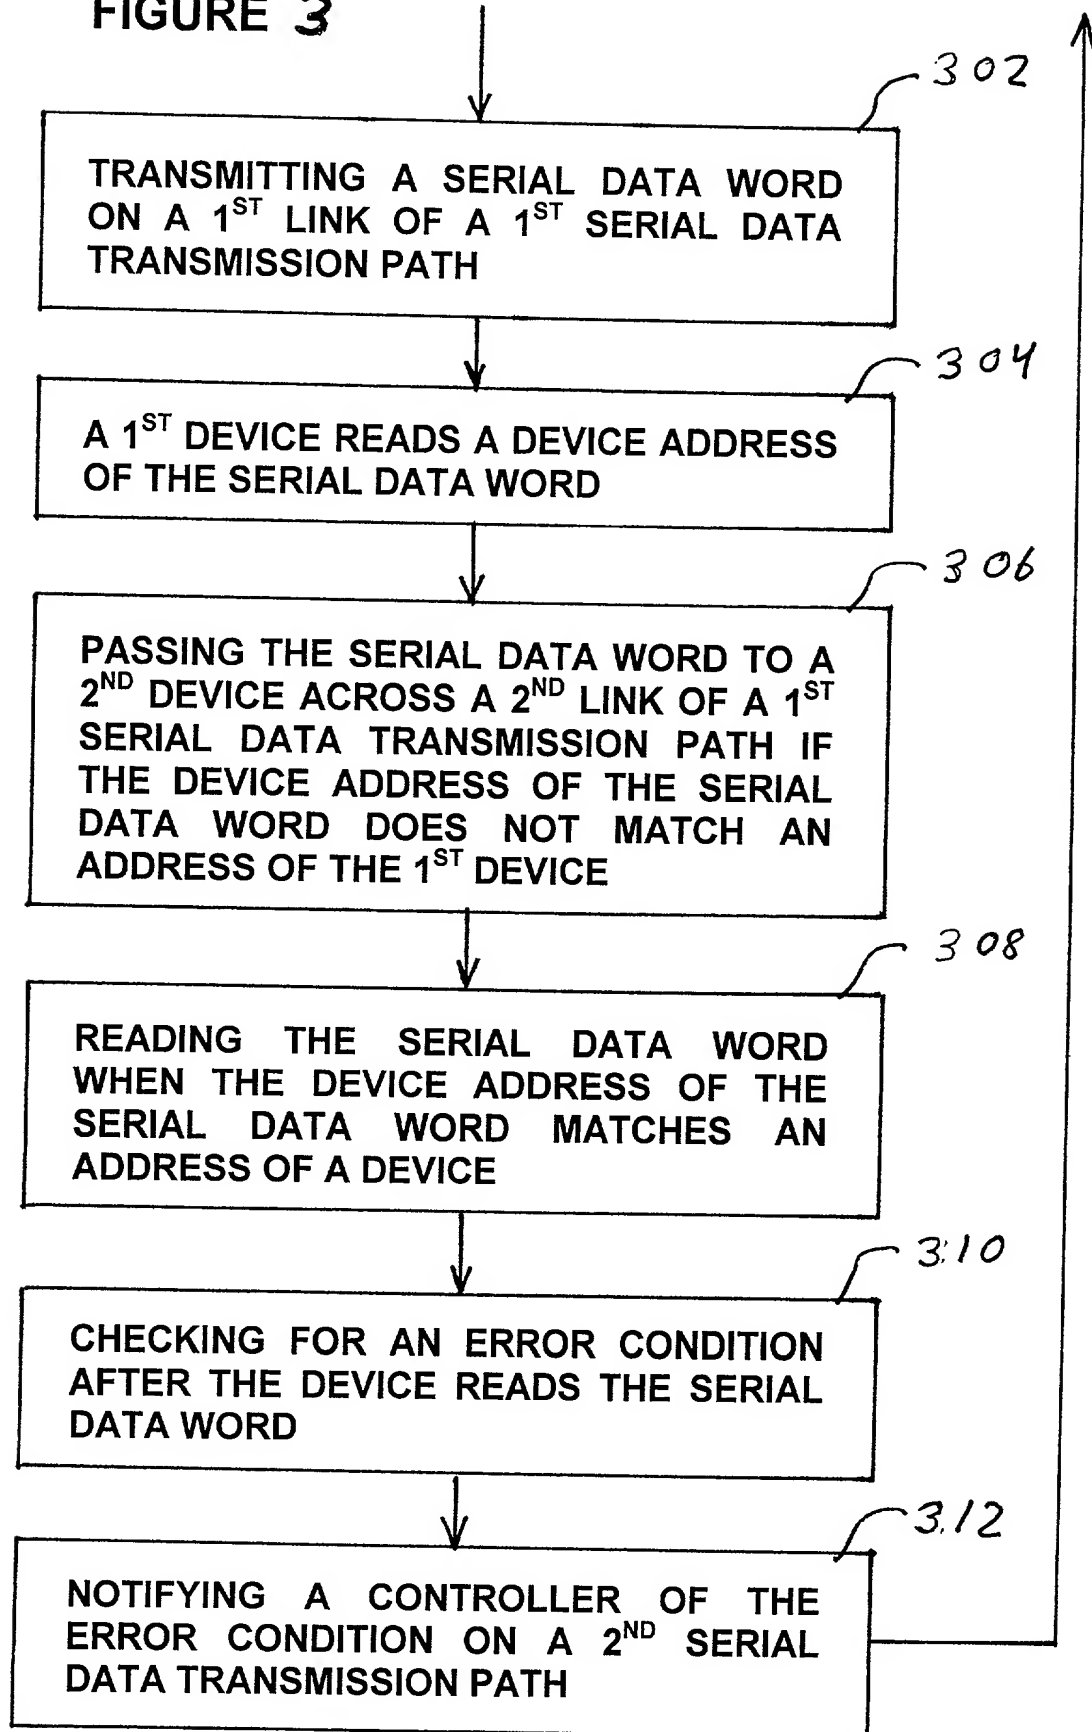 FIGURE 3
302
TRANSMITTING A SERIAL DATA WORD
ON A 1ST LINK OF A 1ST SERIAL DATA
TRANSMISSION PATH
304
A 1ST DEVICE READS A DEVICE ADDRESS
OF THE SERIAL DATA WORD
306
PASSING THE SERIAL DATA WORD TO A
2ND DEVICE ACROSS A 2ND LINK OF A 1ST
SERIAL DATA TRANSMISSION PATH IF
THE DEVICE ADDRESS OF THE SERIAL
DATA WORD DOES NOT MATCH AN
ADDRESS OF THE 1ST DEVICE
308
READING THE SERIAL DATA WORD
WHEN THE DEVICE ADDRESS OF THE
SERIAL DATA WORD MATCHES AN
ADDRESS OF A DEVICE
310
CHECKING FOR AN ERROR CONDITION
AFTER THE DEVICE READS THE SERIAL
DATA WORD
312
NOTIFYING A CONTROLLER OF THE
ERROR CONDITION ON A 2ND SERIAL
DATA TRANSMISSION PATH